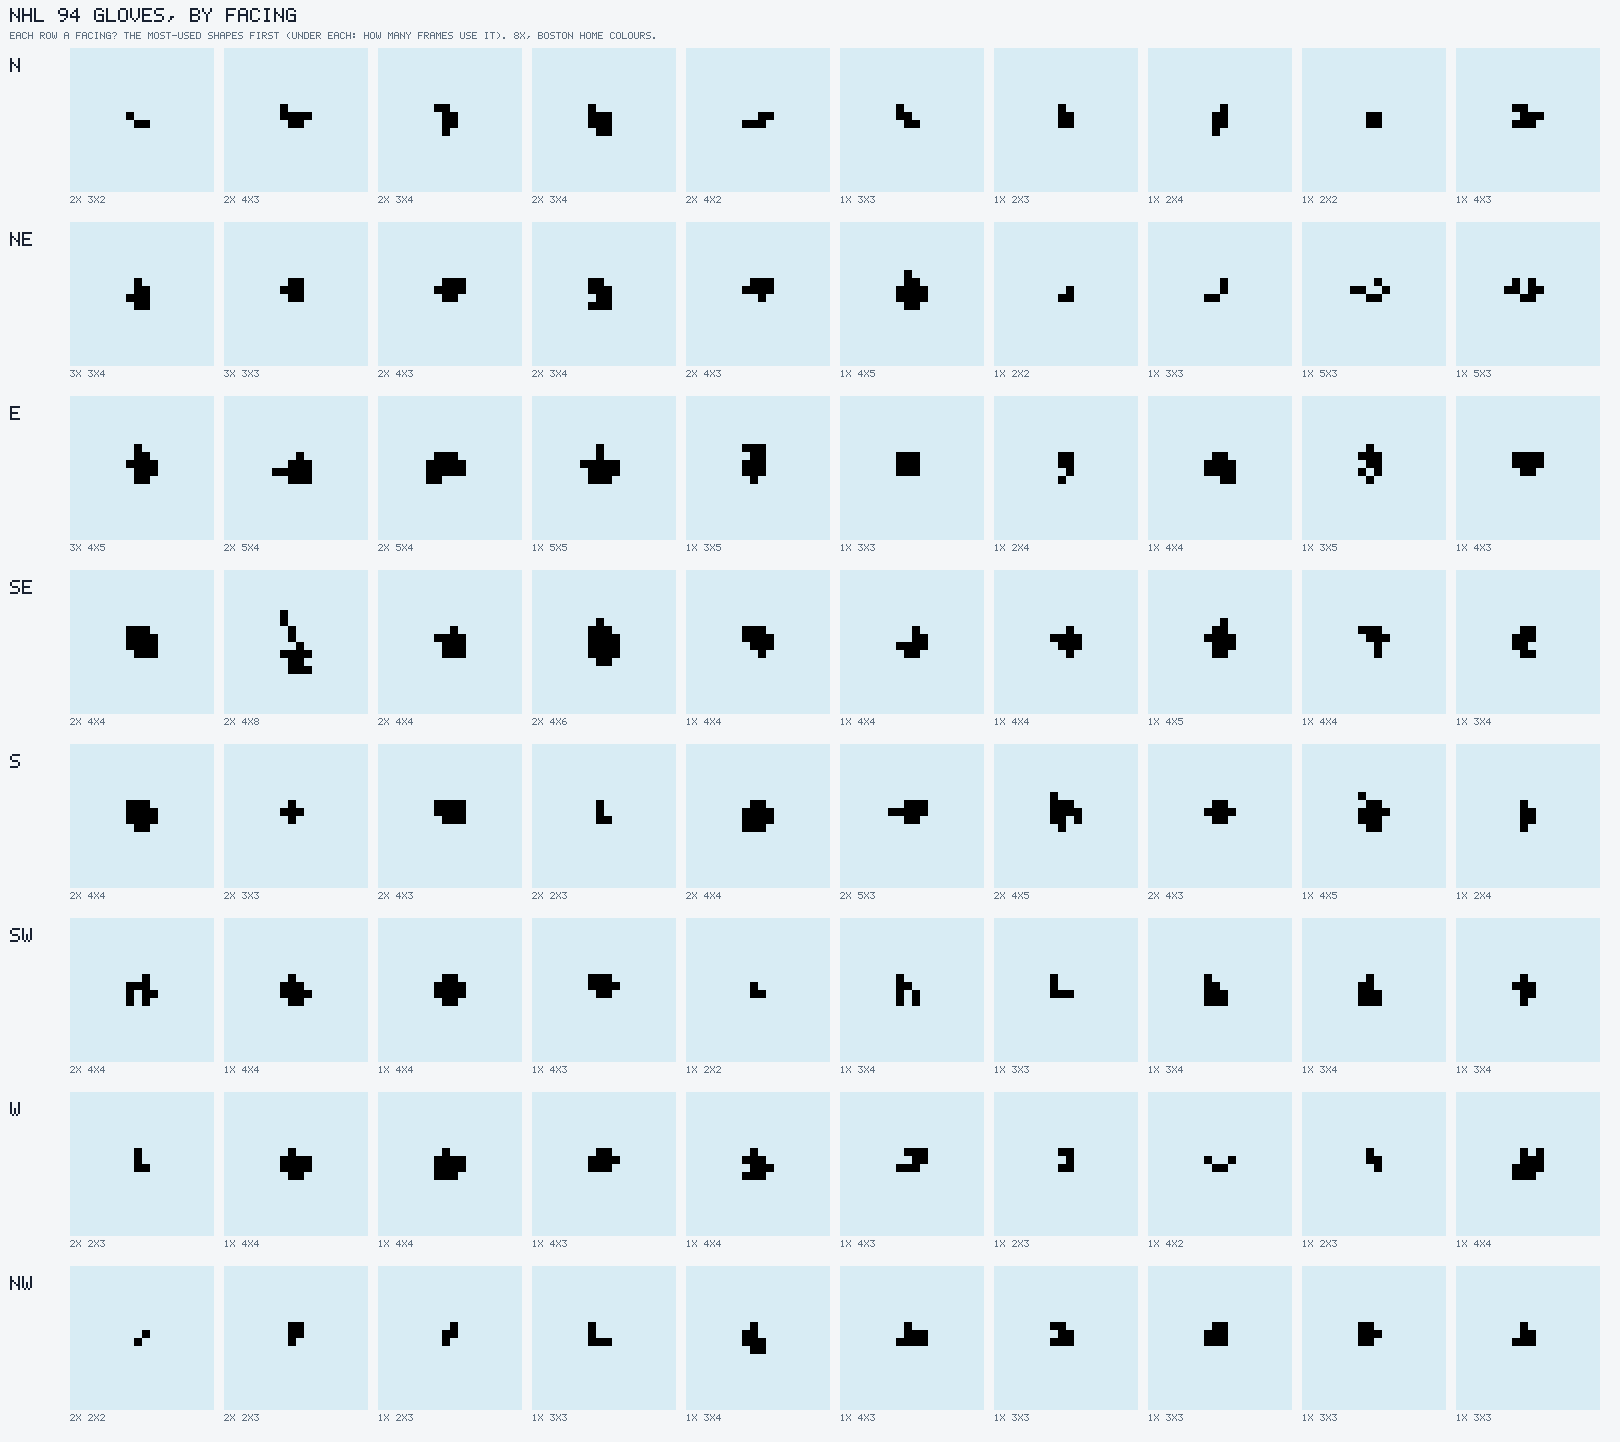 NHL 94 GLOVES, BY FACING
EACH ROW A FACING? THE MOST-USED SHAPES FIRST (UNDER EACH: HOW MANY FRAMES USE IT). 8X, BOSTON HOME COLOURS.
N
2X 3X2 2X 4X3 2X 3X4 2X 3X4 2X 4X2 1X 3X3 1X 2X3 1X 2X4 1X 2X2 1X 4X3
NE
3X 3X4 3X 3X3 2X 4X3 2X 3X4 2X 4X3 1X 4X5 1X 2X2 1X 3X3 1X 5X3 1X 5X3
E
3X 4X5 2X 5X4 2X 5X4 1X 5X5 1X 3X5 1X 3X3 1X 2X4 1X 4X4 1X 3X5 1X 4X3
SE
2X 4X4 2X 4X8 2X 4X4 2X 4X6 1X 4X4 1X 4X4 1X 4X4 1X 4X5 1X 4X4 1X 3X4
S
2X 4X4 2X 3X3 2X 4X3 2X 2X3 2X 4X4 2X 5X3 2X 4X5 2X 4X3 1X 4X5 1X 2X4
SW
2X 4X4 1X 4X4 1X 4X4 1X 4X3 1X 2X2 1X 3X4 1X 3X3 1X 3X4 1X 3X4 1X 3X4
W
2X 2X3 1X 4X4 1X 4X4 1X 4X3 1X 4X4 1X 4X3 1X 2X3 1X 4X2 1X 2X3 1X 4X4
NW
2X 2X2 2X 2X3 1X 2X3 1X 3X3 1X 3X4 1X 4X3 1X 3X3 1X 3X3 1X 3X3 1X 3X3